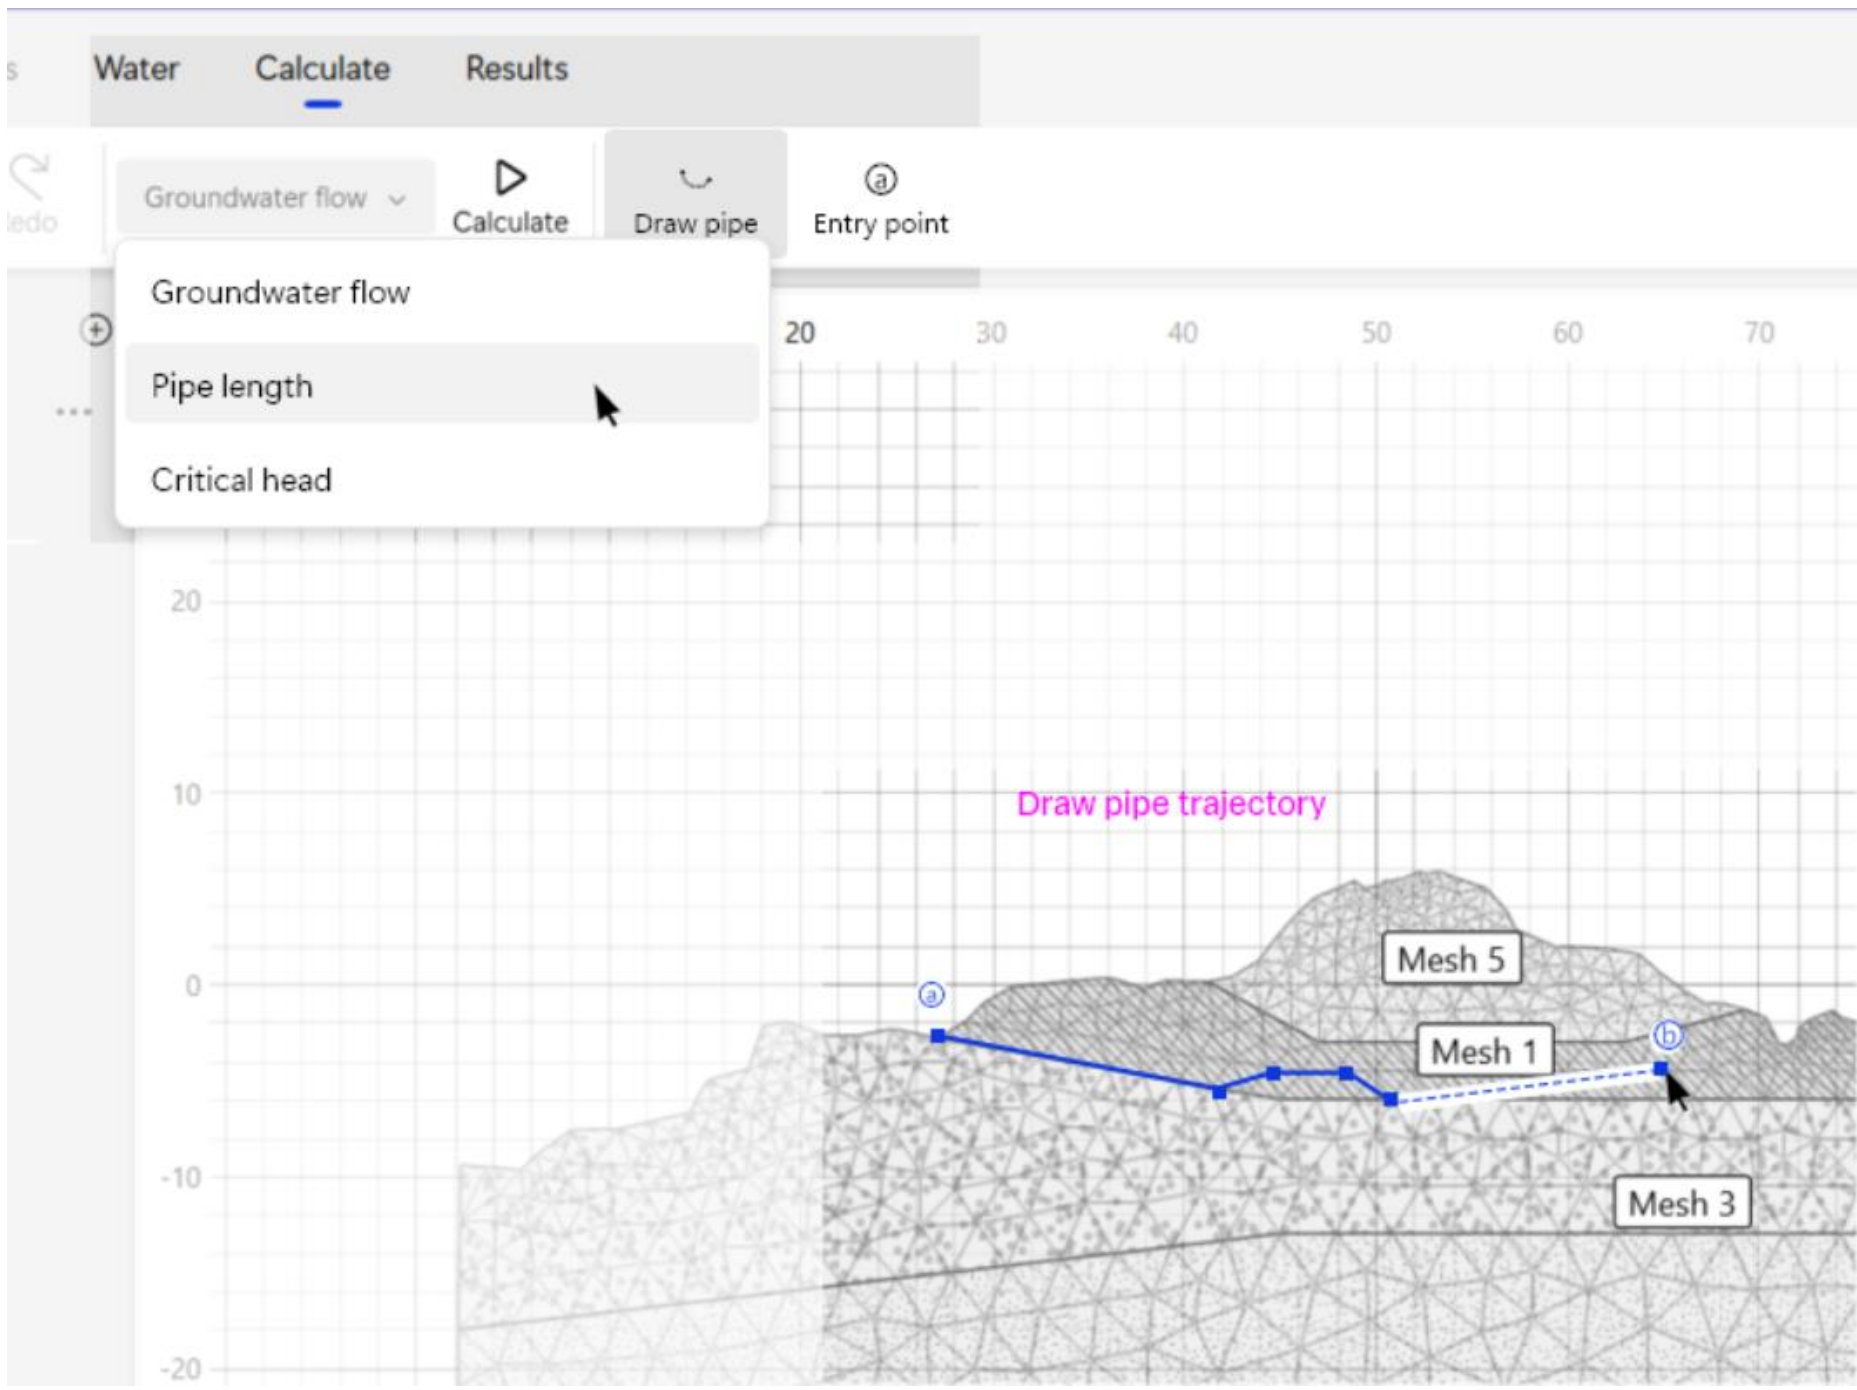 s Water Calculate Results
Groundwater flow
Calculate
Draw pipe
ⓐ
Entry point
edo
Groundwater flow
Pipe length
Critical head
20 30 40 50 60 70
20
10
Draw pipe trajectory
Mesh 5
0
ⓐ
Mesh 1
ⓑ
-10
Mesh 3
-20